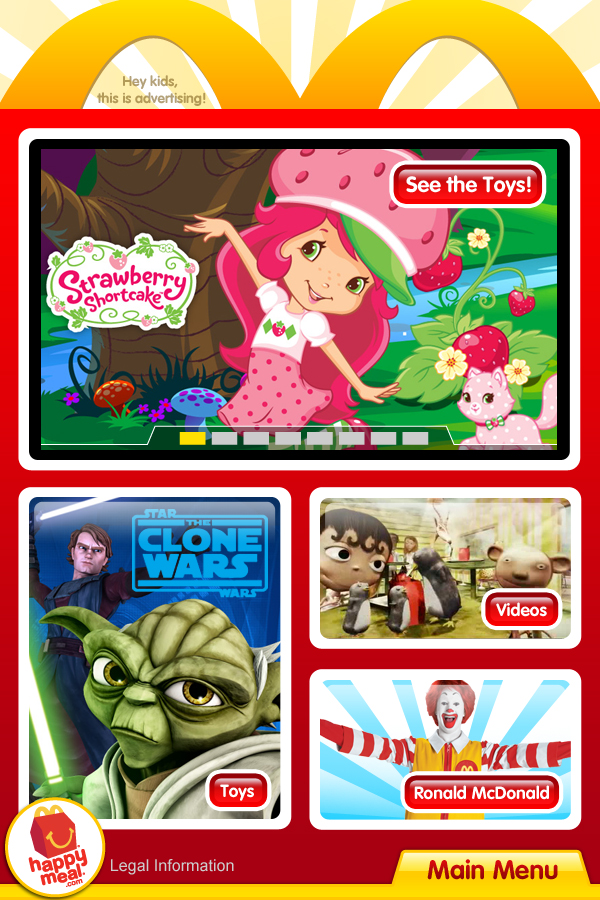 Hey kids,
this is advertising!
See the Toys!
Strawberry
Shortcake
STAR
THE
CLONE
WARS
WARS
Toys
Videos
Ronald McDonald
happy
meal
.com
Legal Information
Main Menu